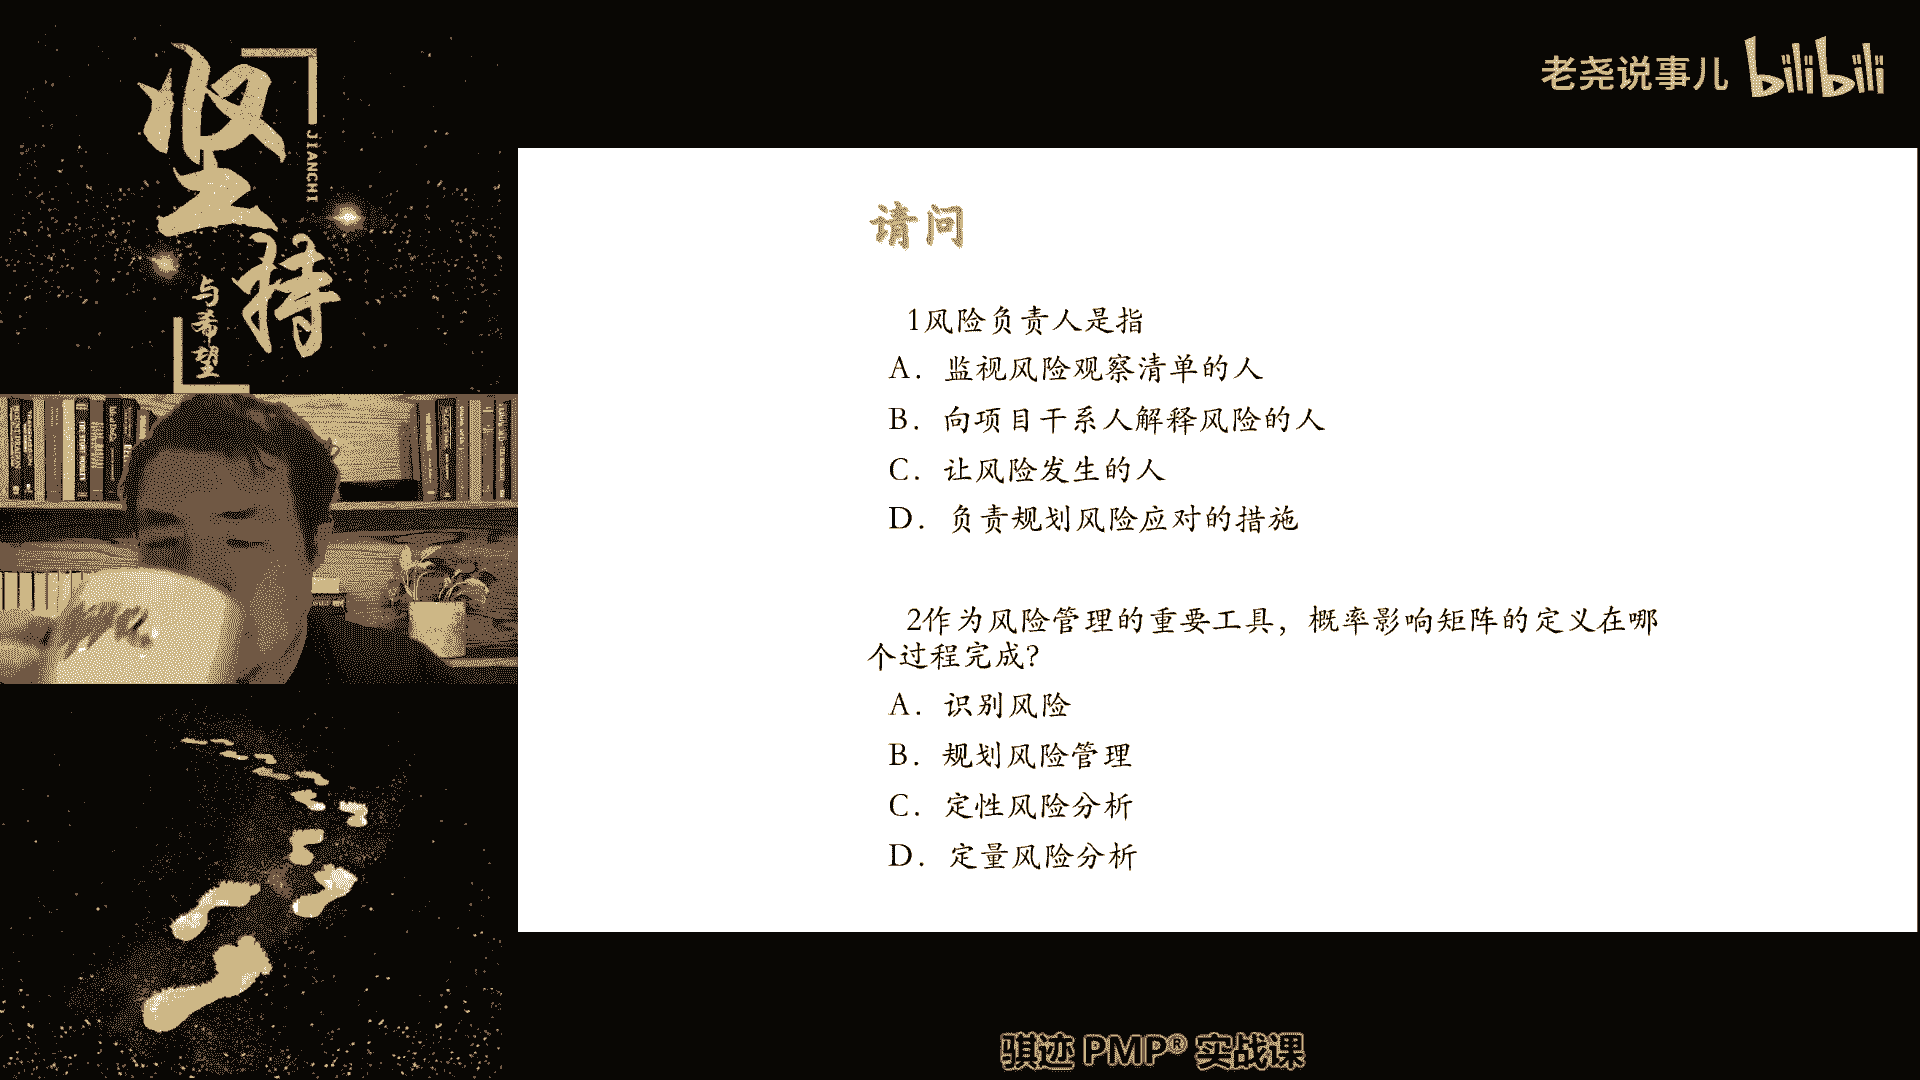 坚持
JIANCHI
与希望
老尧说事儿 bilibili
请问
1风险负责人是指
A. 监视风险观察清单的人
B. 向项目干系人解释风险的人
C. 让风险发生的人
D. 负责规划风险应对的措施
2作为风险管理的重要工具，概率影响矩阵的定义在哪
个过程完成？
A. 识别风险
B. 规划风险管理
C. 定性风险分析
D. 定量风险分析
骐迹 PMP® 实战课